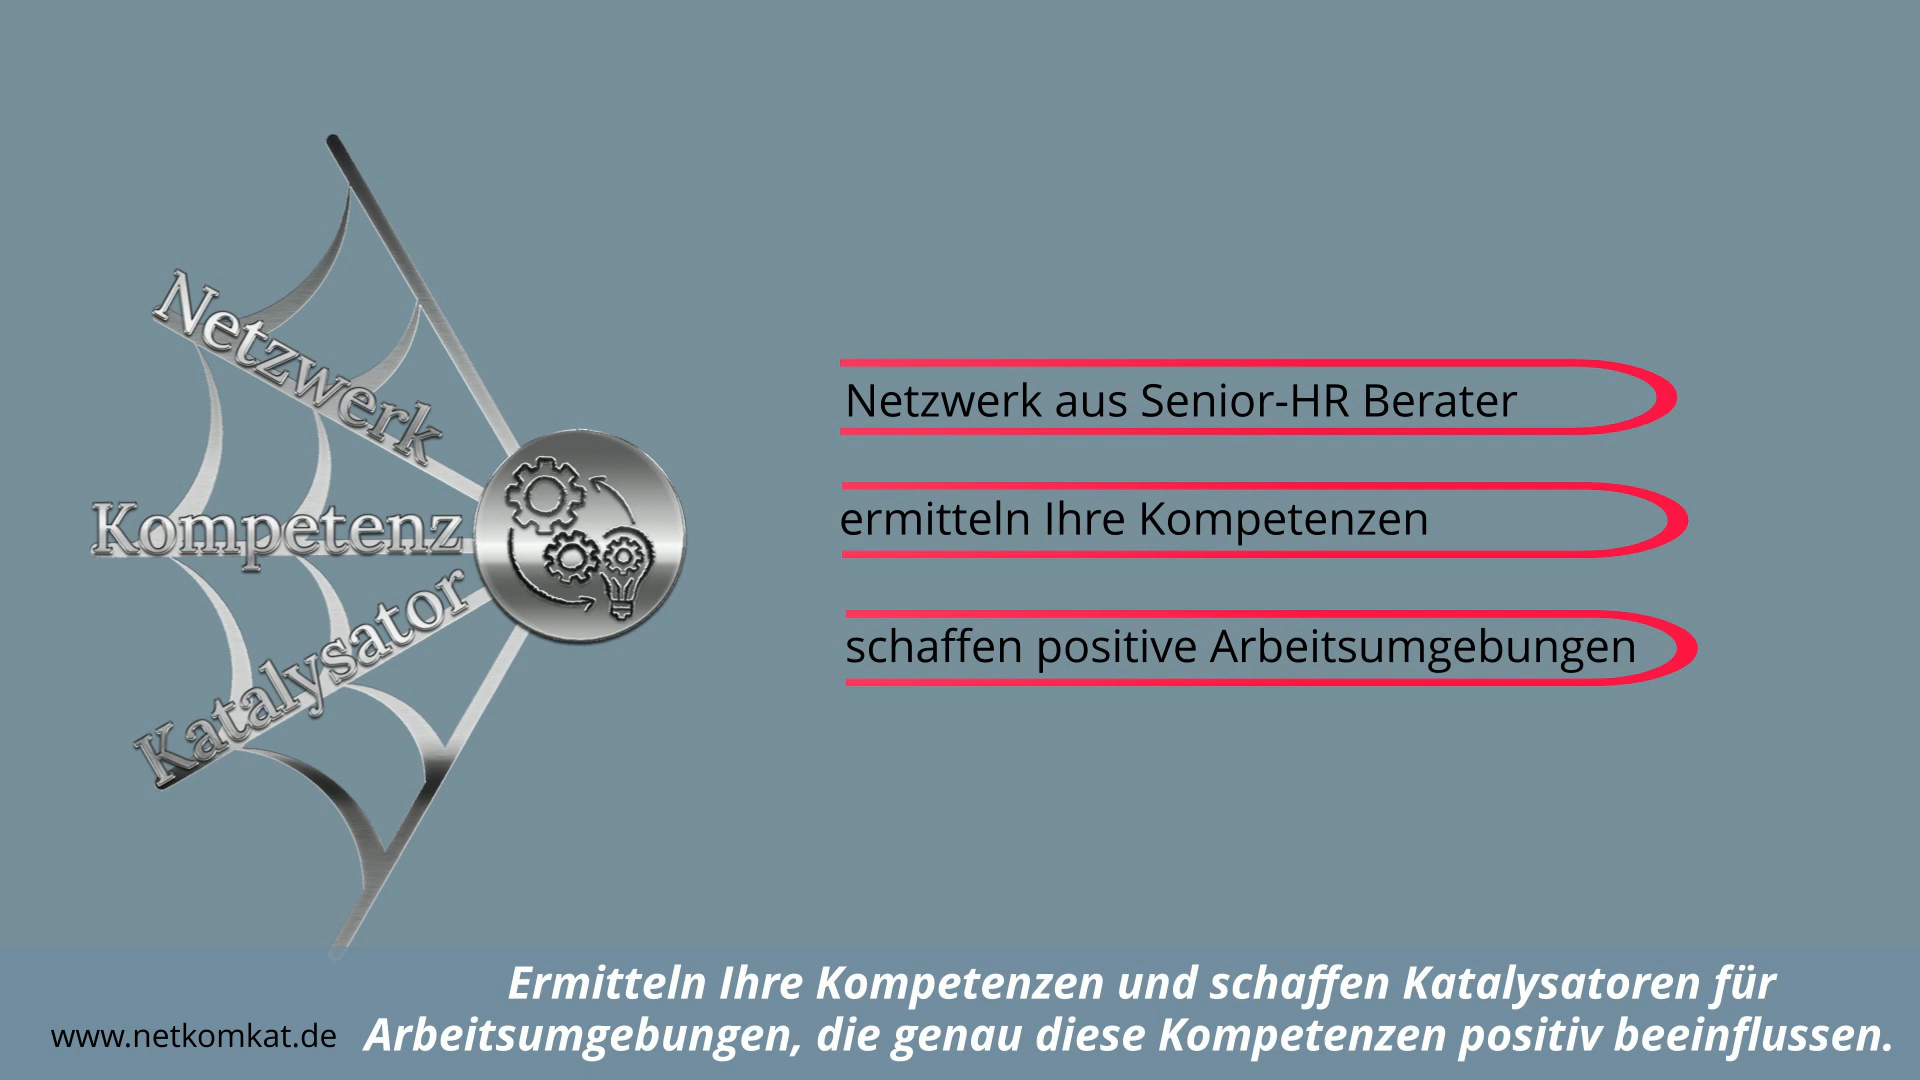 Netzwerk
Kompetenz
Katalysator
Netzwerk aus Senior-HR Berater
ermitteln Ihre Kompetenzen
schaffen positive Arbeitsumgebungen
Ermitteln Ihre Kompetenzen und schaffen Katalysatoren für
Arbeitsumgebungen, die genau diese Kompetenzen positiv beeinflussen.
www.netkomkat.de